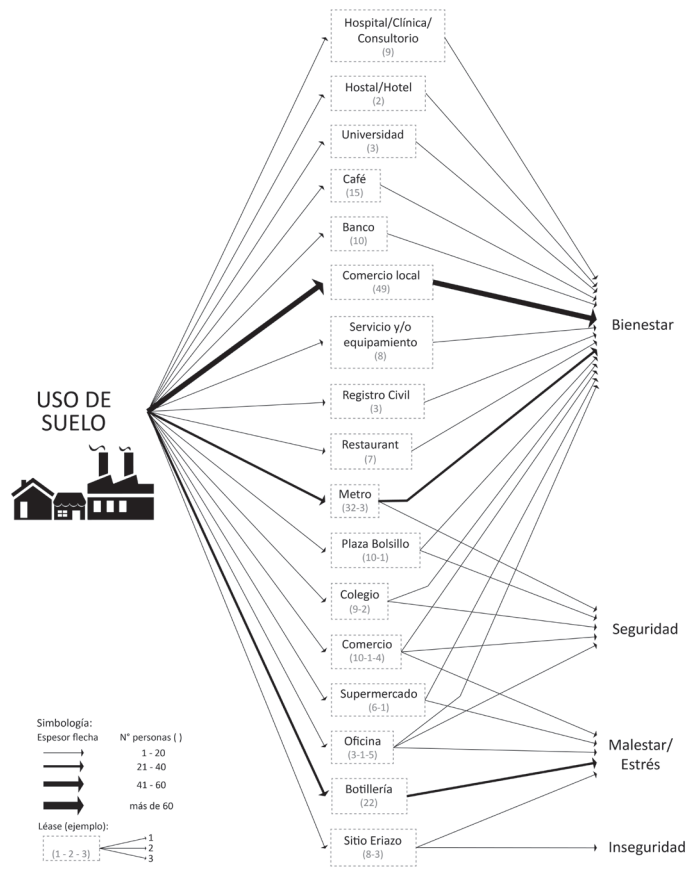 Hospital/Clínica/
Consultorio
(9)
Hostal/Hotel
(2)
Universidad
(3)
Café
(15)
Banco
(10)
Comercio local
(49)
Servicio y/o
equipamiento
(8)
Registro Civil
(3)
Restaurant
(7)
Metro
(32-3)
Plaza Bolsillo
(10-1)
Colegio
(9-2)
Comercio
(10-1-4)
Supermercado
(6-1)
Oficina
(3-1-5)
Botillería
(22)
Sitio Eriazo
(8-3)
USO DE
SUELO
Bienestar
Seguridad
Malestar/
Estrés
Inseguridad
Simbología:
Espesor flecha N° personas ( )
1 - 20
21 - 40
41 - 60
más de 60
Léase (ejemplo):
(1 - 2 - 3)
1
2
3